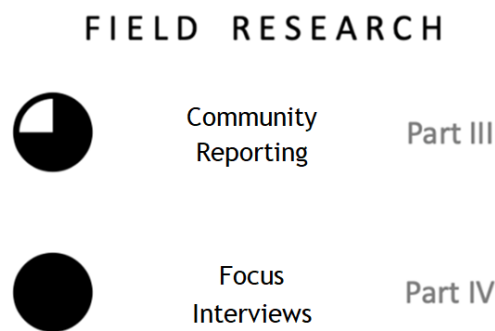 FIELD RESEARCH
Community
Reporting
Part III
Focus
Interviews
Part IV